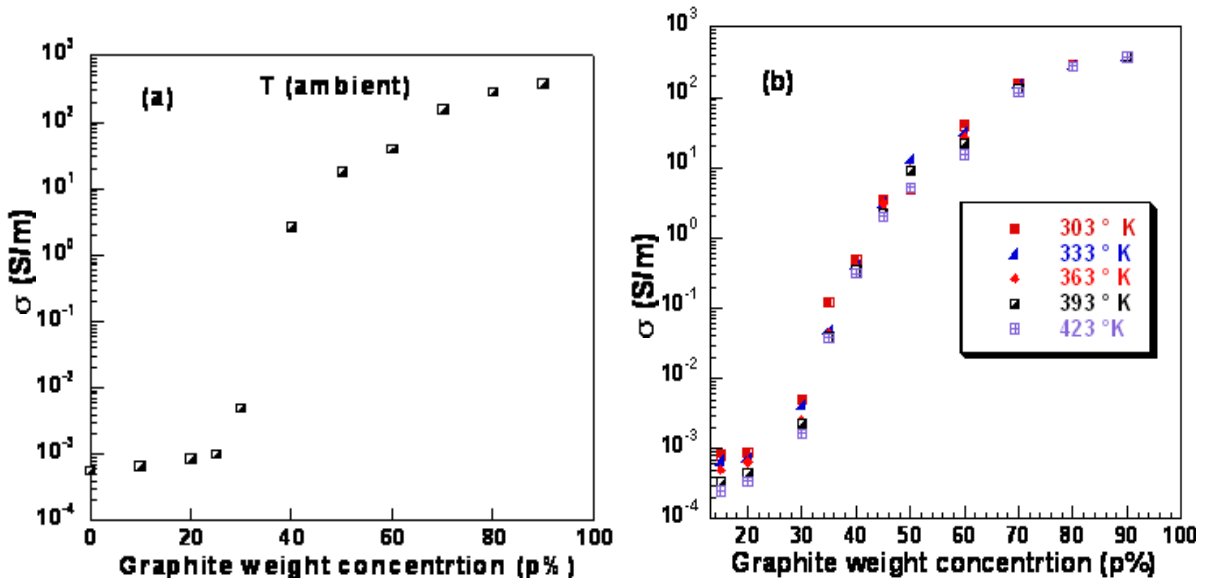 (a)
T (ambient)
10^3
10^2
10^1
10^0
10^-1
10^-2
10^-3
10^-4
σ (S/m)
0 20 40 60 80 100
Graphite weight concentrtion (p%)
(b)
10^3
10^2
10^1
10^0
10^-1
10^-2
10^-3
10^-4
σ (S/m)
303 ° K
333 ° K
363 ° K
393 ° K
423 °K
20 30 40 50 60 70 80 90 100
Graphite weight concentrtion (p%)